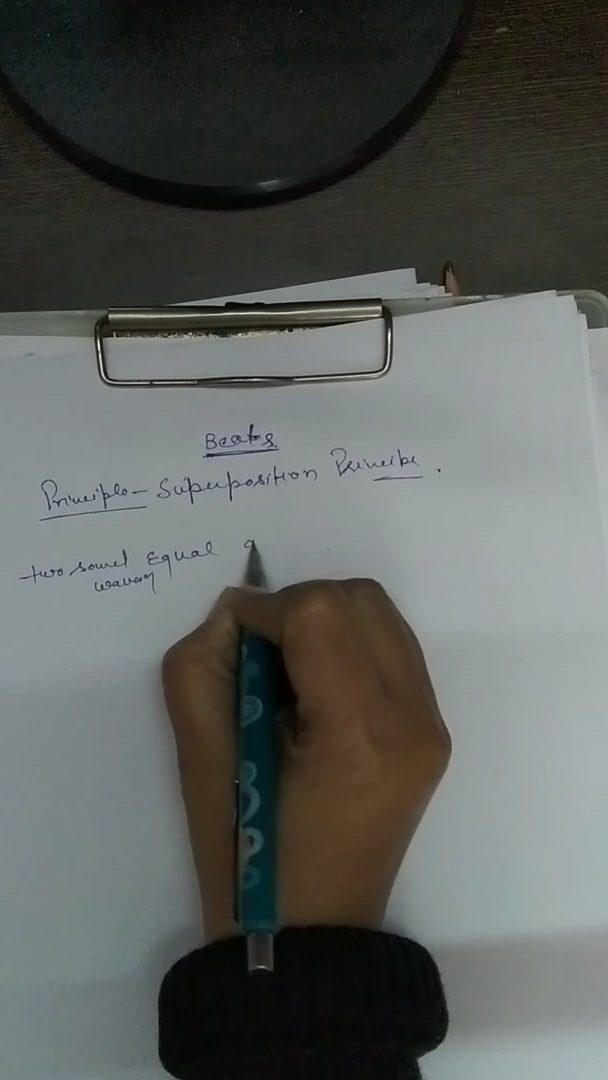 Beats.
Principle - Superposition Principle.
two sound Equal a
waves